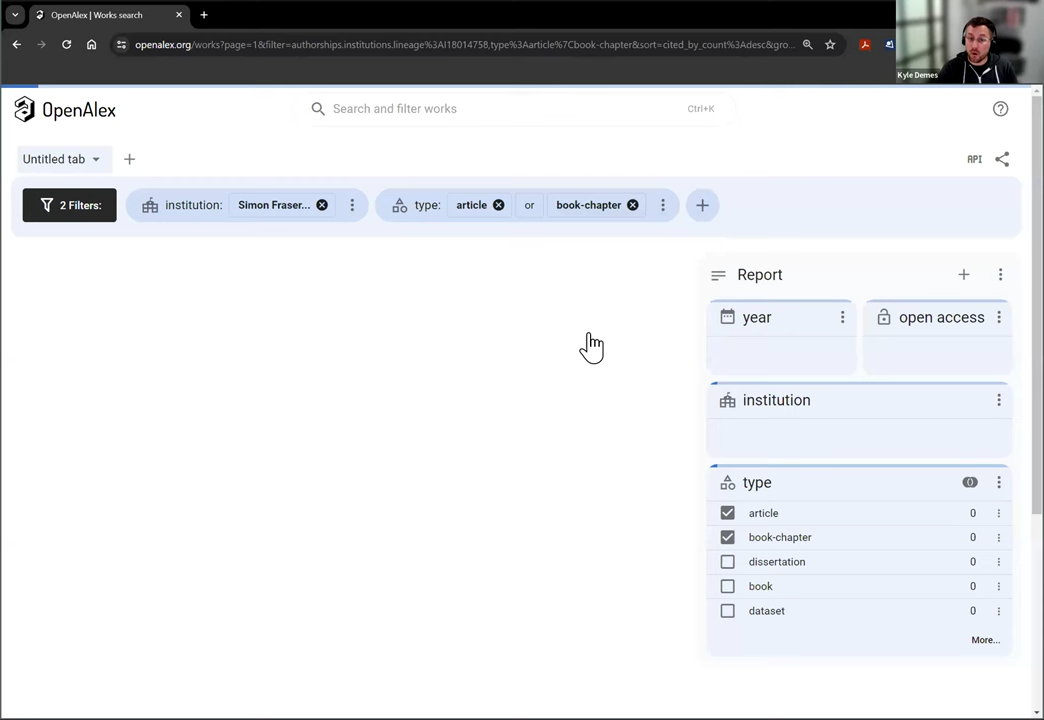 OpenAlex | Works search
openalex.org/works?page=1&filter=authorships.institutions.lineage%3AI18014758,type%3Aarticle%7Cbook-chapter&sort=cited_by_count%3Adesc&gro...
Kyle Demes
OpenAlex
Search and filter works
Ctrl+K
Untitled tab
API
2 Filters:
institution: Simon Fraser...
type: article or book-chapter
Report
year
open access
institution
type
article 0
book-chapter 0
dissertation 0
book 0
dataset 0
More...